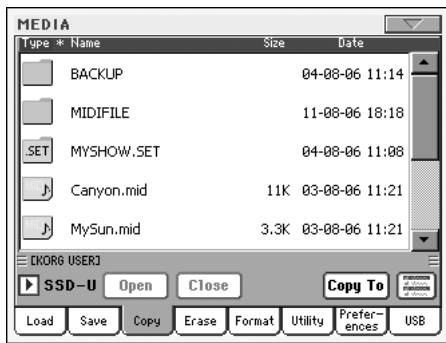 MEDIA
Type * Name Size Date
BACKUP 04-08-06 11:14
MIDIFILE 11-08-06 18:18
.SET MYSHOW.SET 04-08-06 11:08
Canyon.mid 11K 03-08-06 11:21
MySun.mid 3.3K 03-08-06 11:21
[KORG USER]
SSD-U Open Close Copy To
Load Save Copy Erase Format Utility Prefer-ences USB